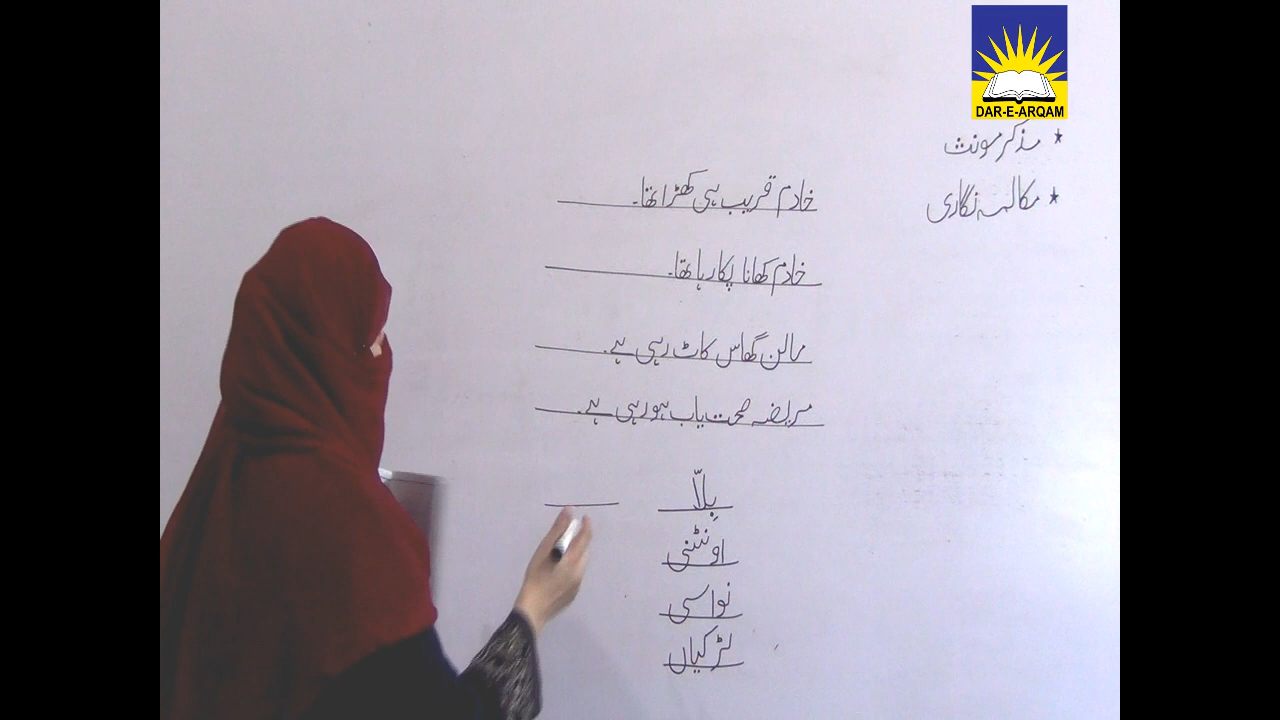 DAR-E-ARQAM
* مذکر مونث
* مکالمہ نگاری
خادم قریب ہی کھڑا تھا۔
خادم کھانا پکا رہا تھا۔
مالن گھاس کاٹ رہی ہے۔
مریضہ صحت یاب ہو رہی ہے۔
بِلّا
اونٹنی
نواسی
لڑکیاں